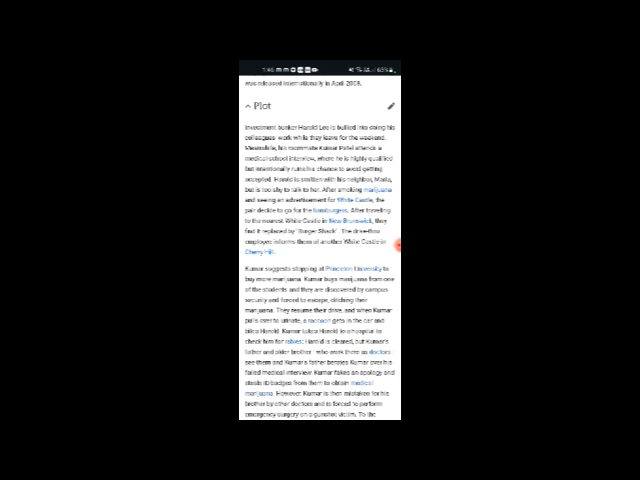 1:46
65%
was released internationally in April 2005.
Plot
Investment banker Harold Lee is bullied into doing his
colleagues' work while they leave for the weekend.
Meanwhile, his roommate Kumar Patel attends a
medical school interview, where he is highly qualified
but intentionally ruins his chance to avoid getting
accepted. Harold is smitten with his neighbor, Maria,
but is too shy to talk to her. After smoking marijuana
and seeing an advertisement for White Castle, the
pair decide to go for the hamburgers. After traveling
to the nearest White Castle in New Brunswick, they
find it replaced by "Burger Shack". The drive-thru
employee informs them of another White Castle in
Cherry Hill.
Kumar suggests stopping at Princeton University to
buy more marijuana. Kumar buys marijuana from one
of the students and they are discovered by campus
security and forced to escape, ditching their
marijuana. They resume their drive, and when Kumar
pulls over to urinate, a raccoon gets in the car and
bites Harold. Kumar takes Harold to a hospital to
check him for rabies; Harold is cleared, but Kumar's
father and older brother who work there as doctors
see them and Kumar's father berates Kumar over his
failed medical interview. Kumar fakes an apology and
steals ID badges from them to obtain medical
marijuana. However, Kumar is then mistaken for his
brother by other doctors and is forced to perform
emergency surgery on a gunshot victim. To the